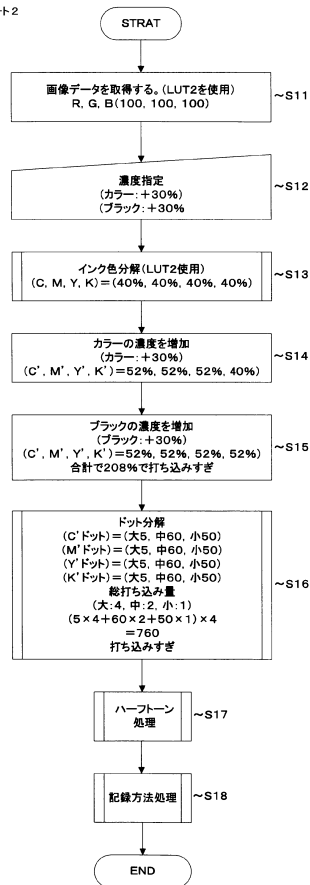 ト2
STRAT
画像データを取得する。(LUT2を使用)
R, G, B(100, 100, 100)
~S11
濃度指定
(カラー:+30%)
(ブラック:+30%
~S12
インク色分解(LUT2使用)
(C, M, Y, K)=(40%, 40%, 40%, 40%)
~S13
カラーの濃度を増加
(カラー:+30%)
(C', M', Y', K')=52%, 52%, 52%, 40%)
~S14
ブラックの濃度を増加
(ブラック:+30%)
(C', M', Y', K')=52%, 52%, 52%, 52%)
合計で208%で打ち込みすぎ
~S15
ドット分解
(C'ドット)=(大5, 中60, 小50)
(M'ドット)=(大5, 中60, 小50)
(Y'ドット)=(大5, 中60, 小50)
(K'ドット)=(大5, 中60, 小50)
総打ち込み量
(大:4, 中:2, 小:1)
(5×4+60×2+50×1)×4
=760
打ち込みすぎ
~S16
ハーフトーン
処理
~S17
記録方法処理
~S18
END